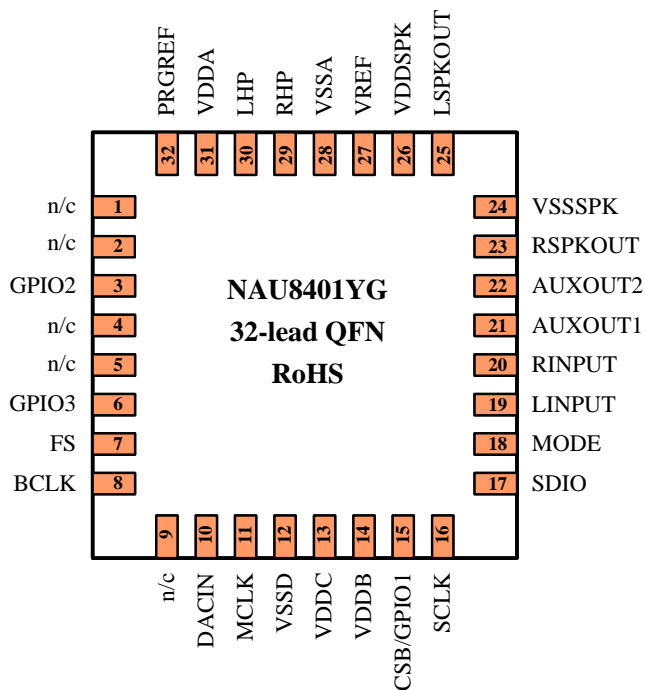 PRGREF
VDDA
LHP
RHP
VSSA
VREF
VDDSPK
LSPKOUT
32
31
30
29
28
27
26
25
n/c 1
n/c 2
GPIO2 3
n/c 4
n/c 5
GPIO3 6
FS 7
BCLK 8
NAU8401YG
32-lead QFN
RoHS
24 VSSSPK
23 RSPKOUT
22 AUXOUT2
21 AUXOUT1
20 RINPUT
19 LINPUT
18 MODE
17 SDIO
9
10
11
12
13
14
15
16
n/c
DACIN
MCLK
VSSD
VDDC
VDDB
CSB/GPIO1
SCLK